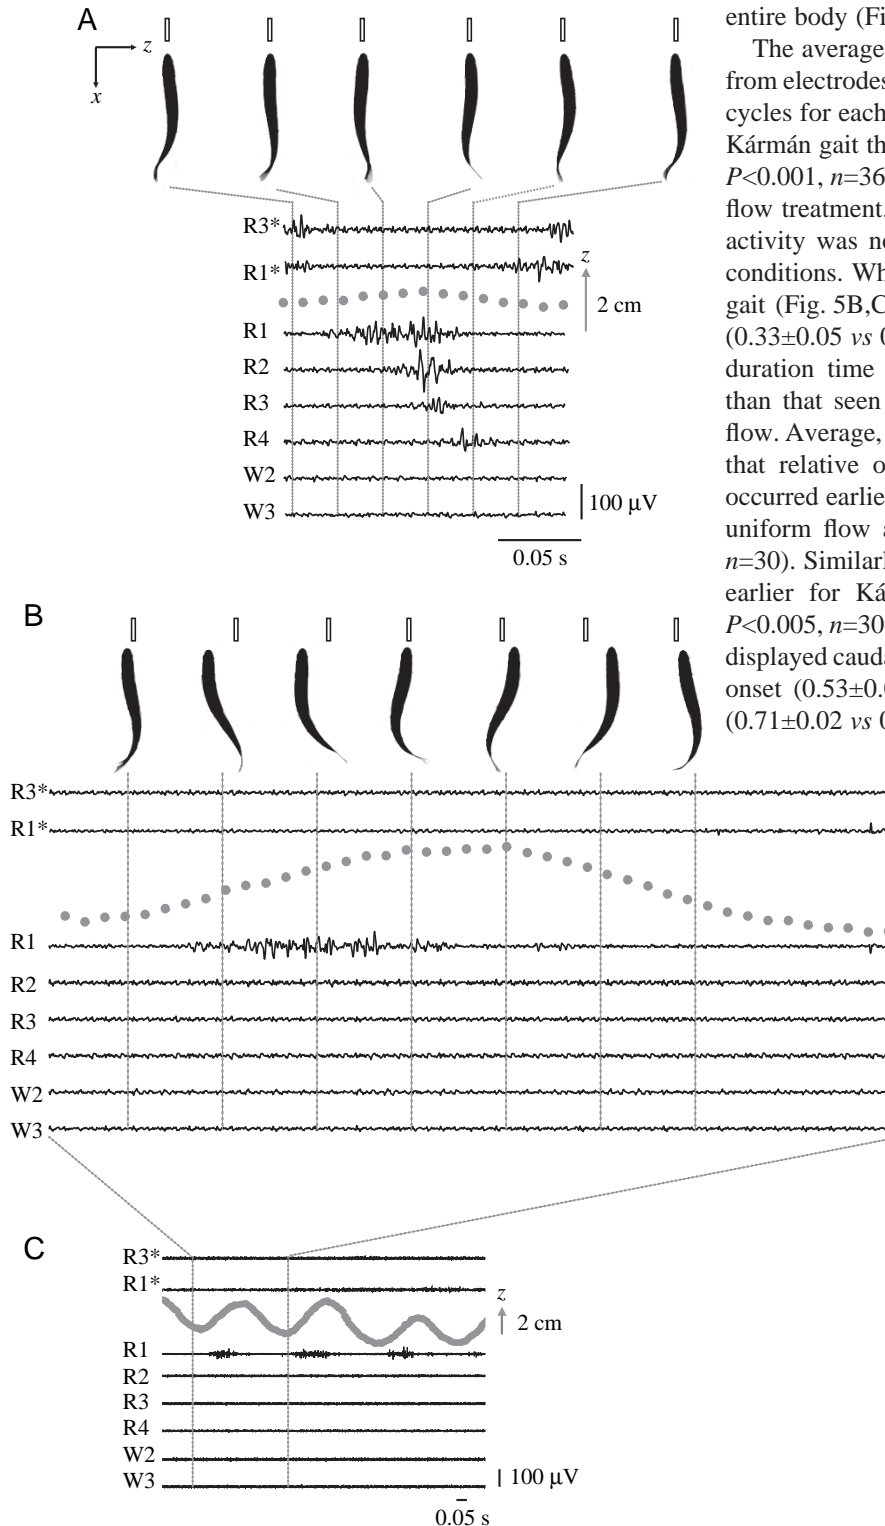 A
z
x
R3*
R1*
z
2 cm
R1
R2
R3
R4
W2
W3
100 μV
0.05 s
entire body (Fi
The average
from electrodes
cycles for each
Kármán gait th
P<0.001, n=36
flow treatment.
activity was no
conditions. Wh
gait (Fig. 5B,C
(0.33±0.05 vs 0
duration time
than that seen
flow. Average,
that relative o
occurred earlie
uniform flow a
n=30). Similarl
earlier for Ká
P<0.005, n=30
displayed cauda
onset (0.53±0.0
(0.71±0.02 vs 0
B
R3*
R1*
R1
R2
R3
R4
W2
W3
C
R3*
R1*
z
2 cm
R1
R2
R3
R4
W2
W3
100 μV
0.05 s